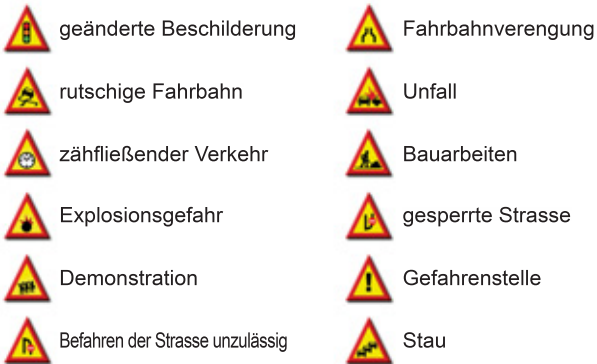 geänderte Beschilderung
rutschige Fahrbahn
zähfließender Verkehr
Explosionsgefahr
Demonstration
Befahren der Strasse unzulässig
Fahrbahnverengung
Unfall
Bauarbeiten
gesperrte Strasse
Gefahrenstelle
Stau